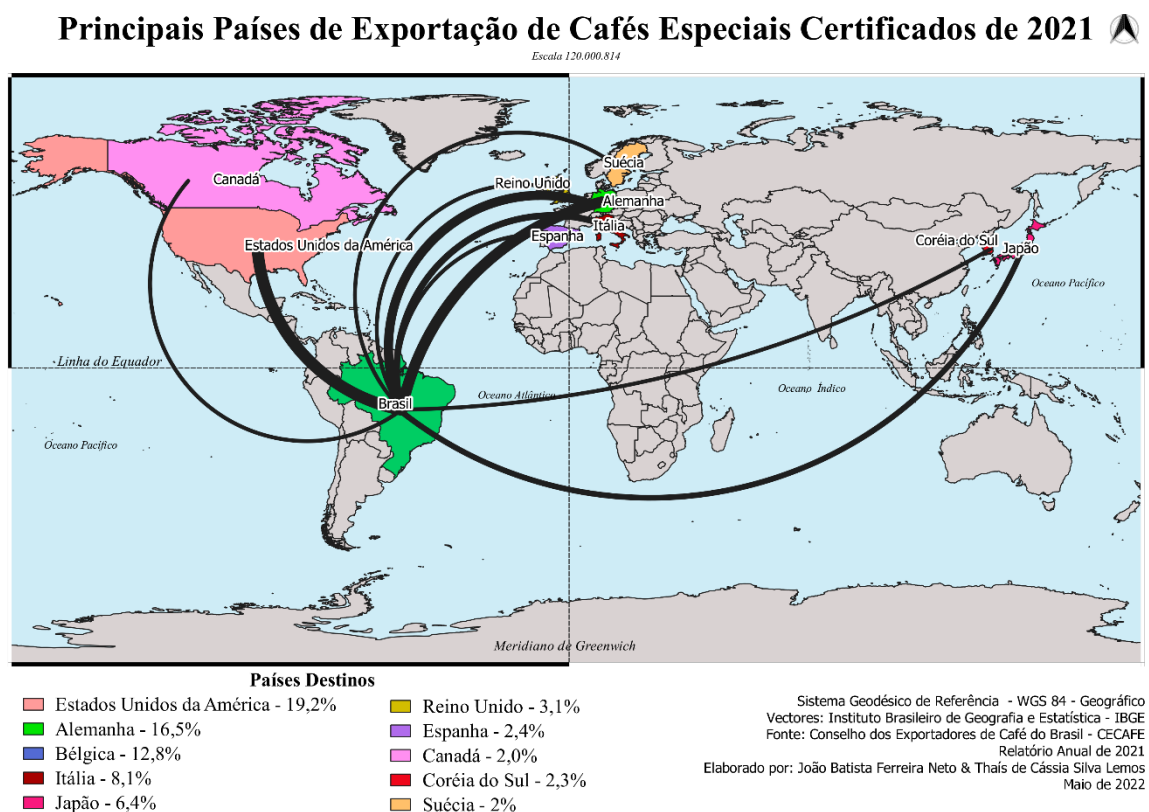 Principais Países de Exportação de Cafés Especiais Certificados de 2021
Escala 120.000.814
Canadá
Suécia
Reino Unido
Alemanha
Itália
Espanha
Estados Unidos da América
Coréia do Sul
Japão
Oceano Pacífico
Linha do Equador
Brasil
Oceano Atlântico
Oceano Índico
Oceano Pacífico
Meridiano de Greenwich
Países Destinos
Estados Unidos da América - 19,2%
Alemanha - 16,5%
Bélgica - 12,8%
Itália - 8,1%
Japão - 6,4%
Reino Unido - 3,1%
Espanha - 2,4%
Canadá - 2,0%
Coréia do Sul - 2,3%
Suécia - 2%
Sistema Geodésico de Referência - WGS 84 - Geográfico
Vectores: Instituto Brasileiro de Geografia e Estatística - IBGE
Fonte: Conselho dos Exportadores de Café do Brasil - CECAFE
Relatório Anual de 2021
Elaborado por: João Batista Ferreira Neto & Thaís de Cássia Silva Lemos
Maio de 2022